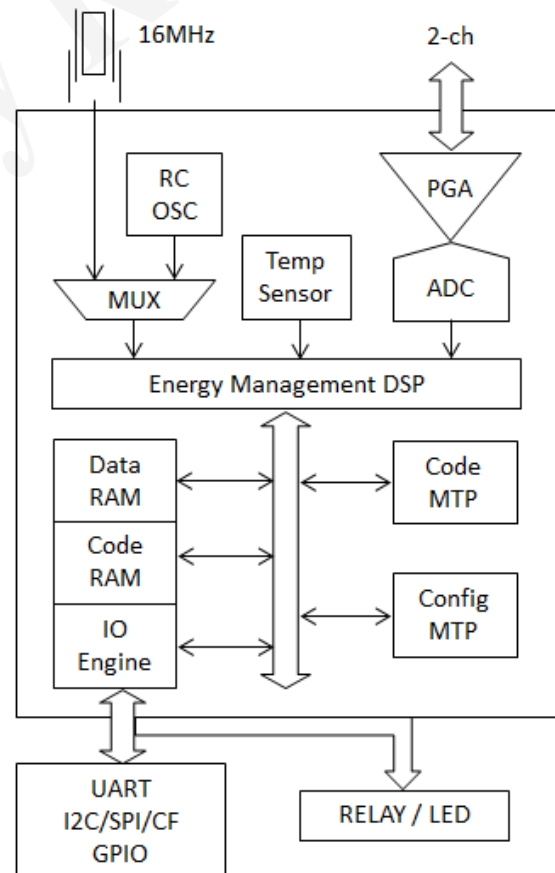 16MHz
2-ch
RC
OSC
PGA
Temp
Sensor
MUX
ADC
Energy Management DSP
Data
RAM
Code
MTP
Code
RAM
IO
Engine
Config
MTP
UART
I2C/SPI/CF
GPIO
RELAY / LED